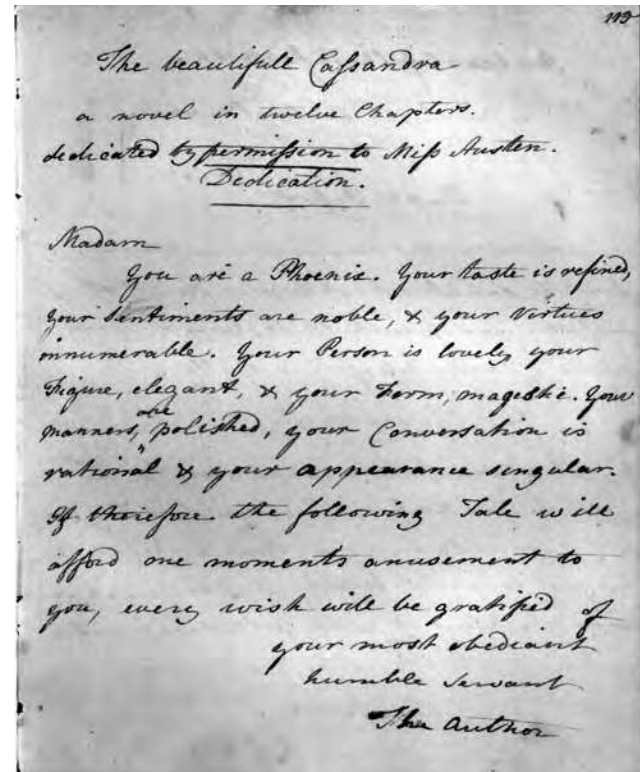 113
The beautifull Cassandra
a novel in twelve Chapters.
dedicated by permission to Miss Austen.
Dedication.
Madam
You are a Phoenix. Your taste is refined,
your Sentiments are noble, & your Virtues
innumerable. Your Person is lovely, your
Figure, elegant, & your Form, magestic. Your
manners, are polished, your Conversation is
rational & your appearance singular.
If therefore the following Tale will
afford one moments amusement to
you, every wish will be gratified of
your most obediant
humble servant
The Author